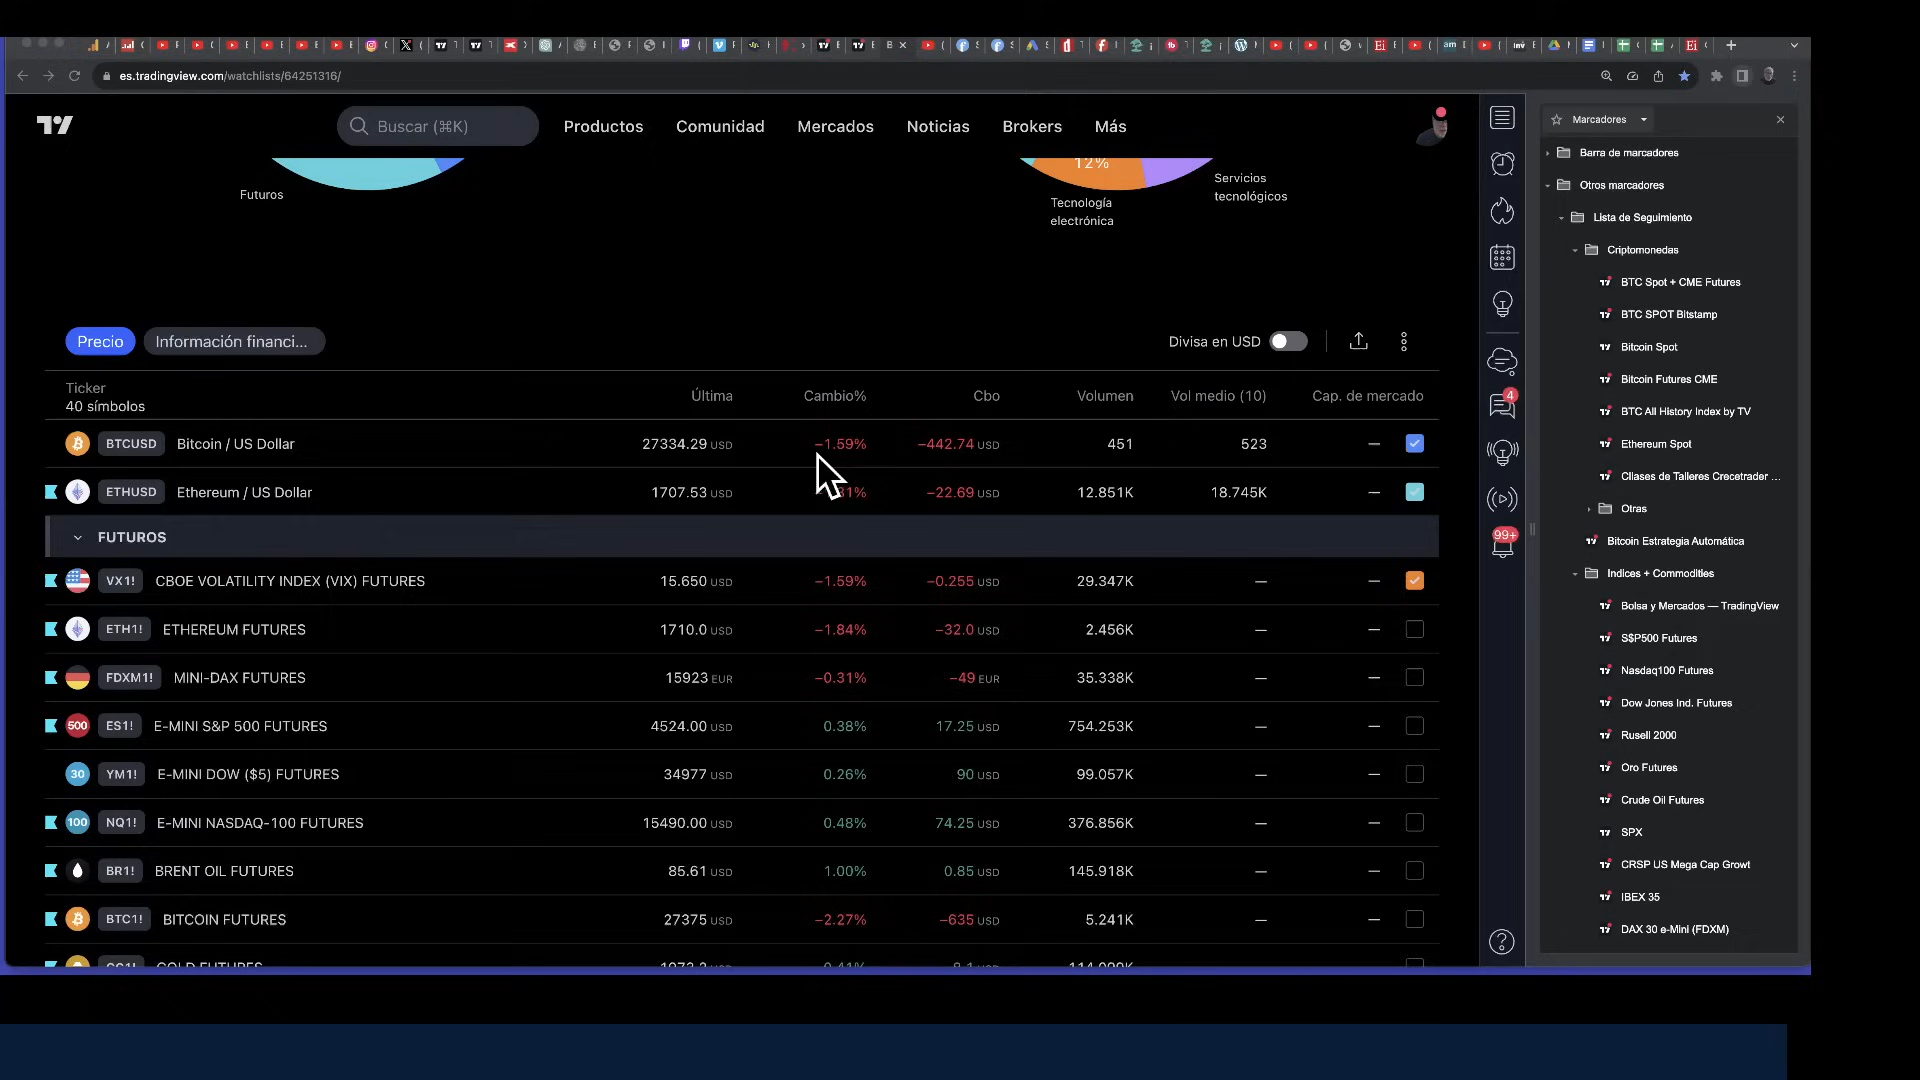 es.tradingview.com/watchlists/64251316/
Buscar (⌘K)
Productos
Comunidad
Mercados
Noticias
Brokers
Más
Futuros
12%
Tecnología
electrónica
Servicios
tecnológicos
Precio
Información financi...
Divisa en USD
Ticker
40 símbolos
Última
Cambio%
Cbo
Volumen
Vol medio (10)
Cap. de mercado
BTCUSD Bitcoin / US Dollar 27334.29 USD −1.59% −442.74 USD 451 523 —
ETHUSD Ethereum / US Dollar 1707.53 USD −22.69 USD 12.851K 18.745K —
FUTUROS
VX1! CBOE VOLATILITY INDEX (VIX) FUTURES 15.650 USD −1.59% −0.255 USD 29.347K — —
ETH1! ETHEREUM FUTURES 1710.0 USD −1.84% −32.0 USD 2.456K — —
FDXM1! MINI-DAX FUTURES 15923 EUR −0.31% −49 EUR 35.338K — —
500 ES1! E-MINI S&P 500 FUTURES 4524.00 USD 0.38% 17.25 USD 754.253K — —
30 YM1! E-MINI DOW ($5) FUTURES 34977 USD 0.26% 90 USD 99.057K — —
100 NQ1! E-MINI NASDAQ-100 FUTURES 15490.00 USD 0.48% 74.25 USD 376.856K — —
BR1! BRENT OIL FUTURES 85.61 USD 1.00% 0.85 USD 145.918K — —
BTC1! BITCOIN FUTURES 27375 USD −2.27% −635 USD 5.241K — —
4
99+
Marcadores
Barra de marcadores
Otros marcadores
Lista de Seguimiento
Criptomonedas
BTC Spot + CME Futures
BTC SPOT Bitstamp
Bitcoin Spot
Bitcoin Futures CME
BTC All History Index by TV
Ethereum Spot
Cllases de Talleres Crecetrader ...
Otras
Bitcoin Estrategia Automática
Indices + Commodities
Bolsa y Mercados — TradingView
S$P500 Futures
Nasdaq100 Futures
Dow Jones Ind. Futures
Rusell 2000
Oro Futures
Crude Oil Futures
SPX
CRSP US Mega Cap Growt
IBEX 35
DAX 30 e-Mini (FDXM)